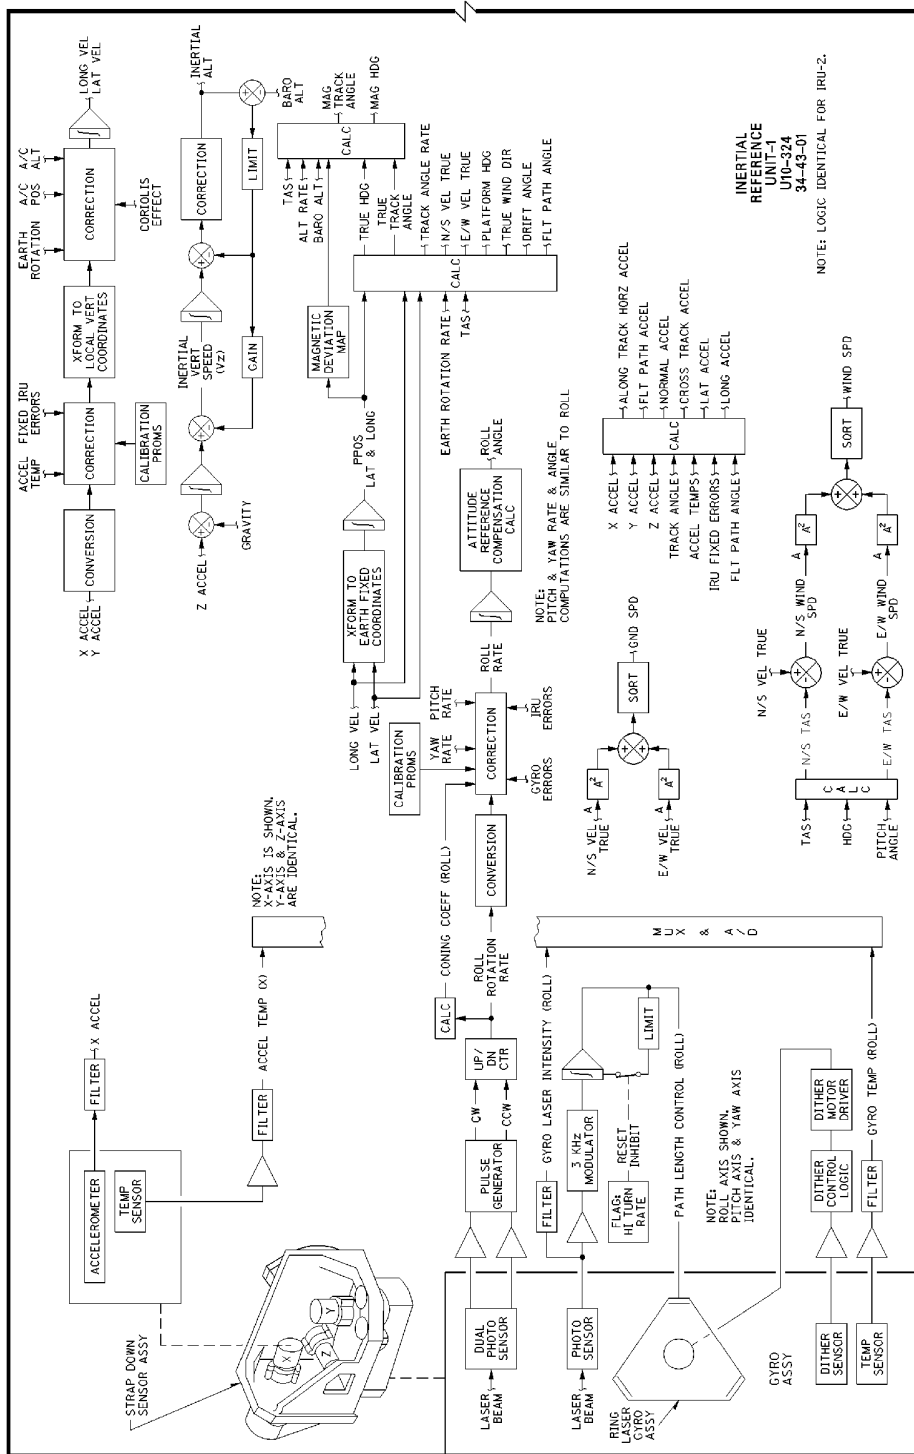 STRAP DOWN
SENSOR ASSY
X
Y
Z
ACCELEROMETER
TEMP
SENSOR
FILTER
X ACCEL
FILTER
ACCEL TEMP (X)
NOTE:
X-AXIS IS SHOWN.
Y-AXIS & Z-AXIS
ARE IDENTICAL.
X ACCEL
Y ACCEL
CONVERSION
ACCEL
TEMP
FIXED IRU
ERRORS
CORRECTION
CALIBRATION
PROMS
XFORM TO
LOCAL VERT
COORDINATES
EARTH
ROTATION
A/C
POS
A/C
ALT
CORRECTION
CORIOLIS
EFFECT
∫
LONG VEL
LAT VEL
Z ACCEL
+
-
GRAVITY
∫
+
-
INERTIAL
VERT
SPEED
(Vz)
∫
+
-
CORRECTION
INERTIAL
ALT
+
-
BARO
ALT
LIMIT
GAIN
LONG VEL
LAT VEL
XFORM TO
EARTH FIXED
COORDINATES
∫
PPOS
LAT & LONG
MAGNETIC
DEVIATION
MAP
TAS
ALT RATE
BARO ALT
CALC
MAG
TRACK
ANGLE
MAG HDG
EARTH ROTATION RATE
TAS
CALC
TRUE HDG
TRUE
TRACK
ANGLE
TRACK ANGLE RATE
N/S VEL TRUE
E/W VEL TRUE
PLATFORM HDG
TRUE WIND DIR
DRIFT ANGLE
FLT PATH ANGLE
LASER
BEAM
DUAL
PHOTO
SENSOR
PULSE
GENERATOR
CW
CCW
UP/
DN
CTR
CALC
CONING COEFF (ROLL)
ROLL
ROTATION
RATE
CONVERSION
CALIBRATION
PROMS
YAW
RATE
PITCH
RATE
CORRECTION
GYRO
ERRORS
IRU
ERRORS
ROLL
RATE
∫
ATTITUDE
REFERENCE
COMPENSATION
CALC
ROLL
ANGLE
NOTE:
PITCH & YAW RATE & ANGLE
COMPUTATIONS ARE SIMILAR TO ROLL
LASER
BEAM
PHOTO
SENSOR
FILTER
GYRO LASER INTENSITY (ROLL)
3 KHz
MODULATOR
∫
LIMIT
FLAG:
HI TURN
RATE
RESET
INHIBIT
PATH LENGTH CONTROL (ROLL)
MUX & A/D
RING
LASER
GYRO
ASSY
NOTE:
ROLL AXIS SHOWN.
PITCH AXIS & YAW AXIS
IDENTICAL.
GYRO
ASSY
DITHER
SENSOR
DITHER
CONTROL
LOGIC
DITHER
MOTOR
DRIVER
TEMP
SENSOR
FILTER
GYRO TEMP (ROLL)
N/S VEL
TRUE
A
A²
E/W VEL
TRUE
A
A²
+
+
SQRT
GND SPD
X ACCEL
Y ACCEL
Z ACCEL
TRACK ANGLE
ACCEL TEMPS
IRU FIXED ERRORS
FLT PATH ANGLE
CALC
ALONG TRACK HORZ ACCEL
FLT PATH ACCEL
NORMAL ACCEL
CROSS TRACK ACCEL
LAT ACCEL
LONG ACCEL
TAS
HDG
PITCH
ANGLE
CALC
N/S TAS
E/W TAS
N/S VEL TRUE
+
-
E/W VEL TRUE
+
-
N/S WIND
SPD
E/W WIND
SPD
A
A²
A
A²
+
+
SQRT
WIND SPD
INERTIAL
REFERENCE
UNIT-1
U10-324
34-43-01
NOTE: LOGIC IDENTICAL FOR IRU-2.